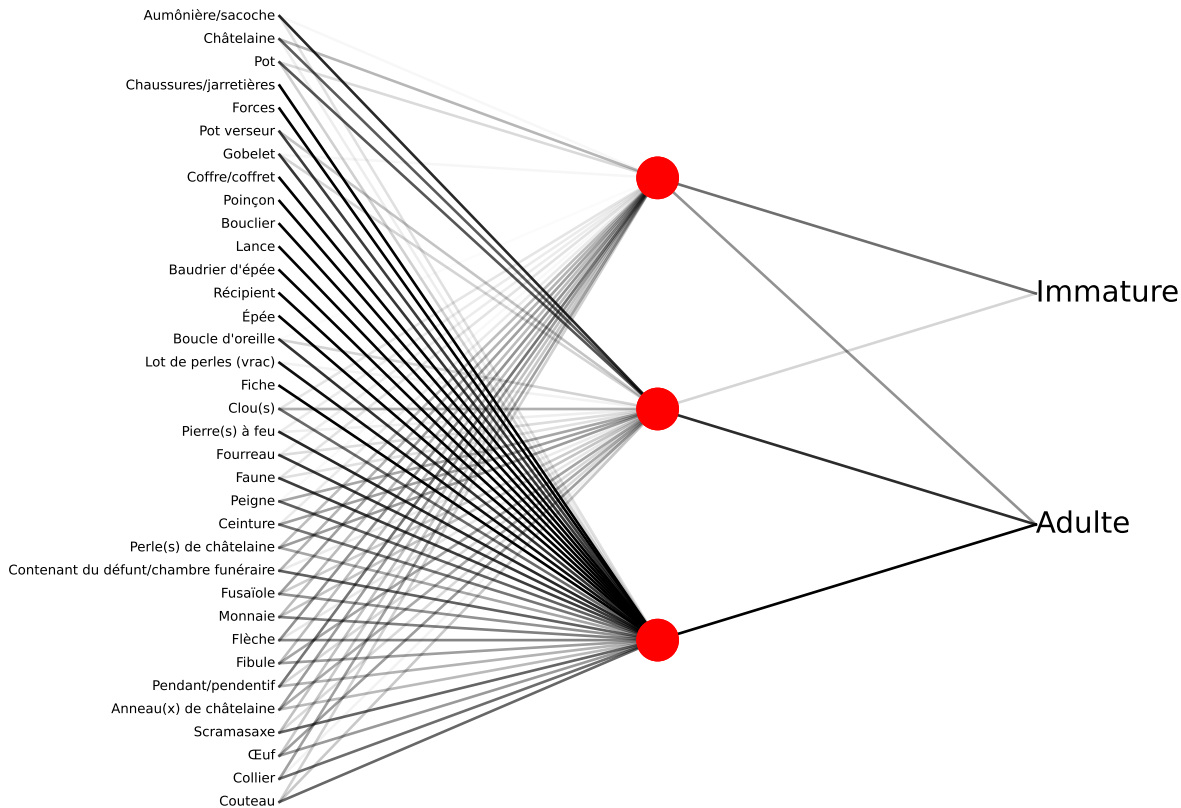 Aumônière/sacoche
Châtelaine
Pot
Chaussures/jarretières
Forces
Pot verseur
Gobelet
Coffre/coffret
Poinçon
Bouclier
Lance
Baudrier d'épée
Récipient
Épée
Boucle d'oreille
Lot de perles (vrac)
Fiche
Clou(s)
Pierre(s) à feu
Fourreau
Faune
Peigne
Ceinture
Perle(s) de châtelaine
Contenant du défunt/chambre funéraire
Fusaïole
Monnaie
Flèche
Fibule
Pendant/pendentif
Anneau(x) de châtelaine
Scramasaxe
Œuf
Collier
Couteau
Immature
Adulte